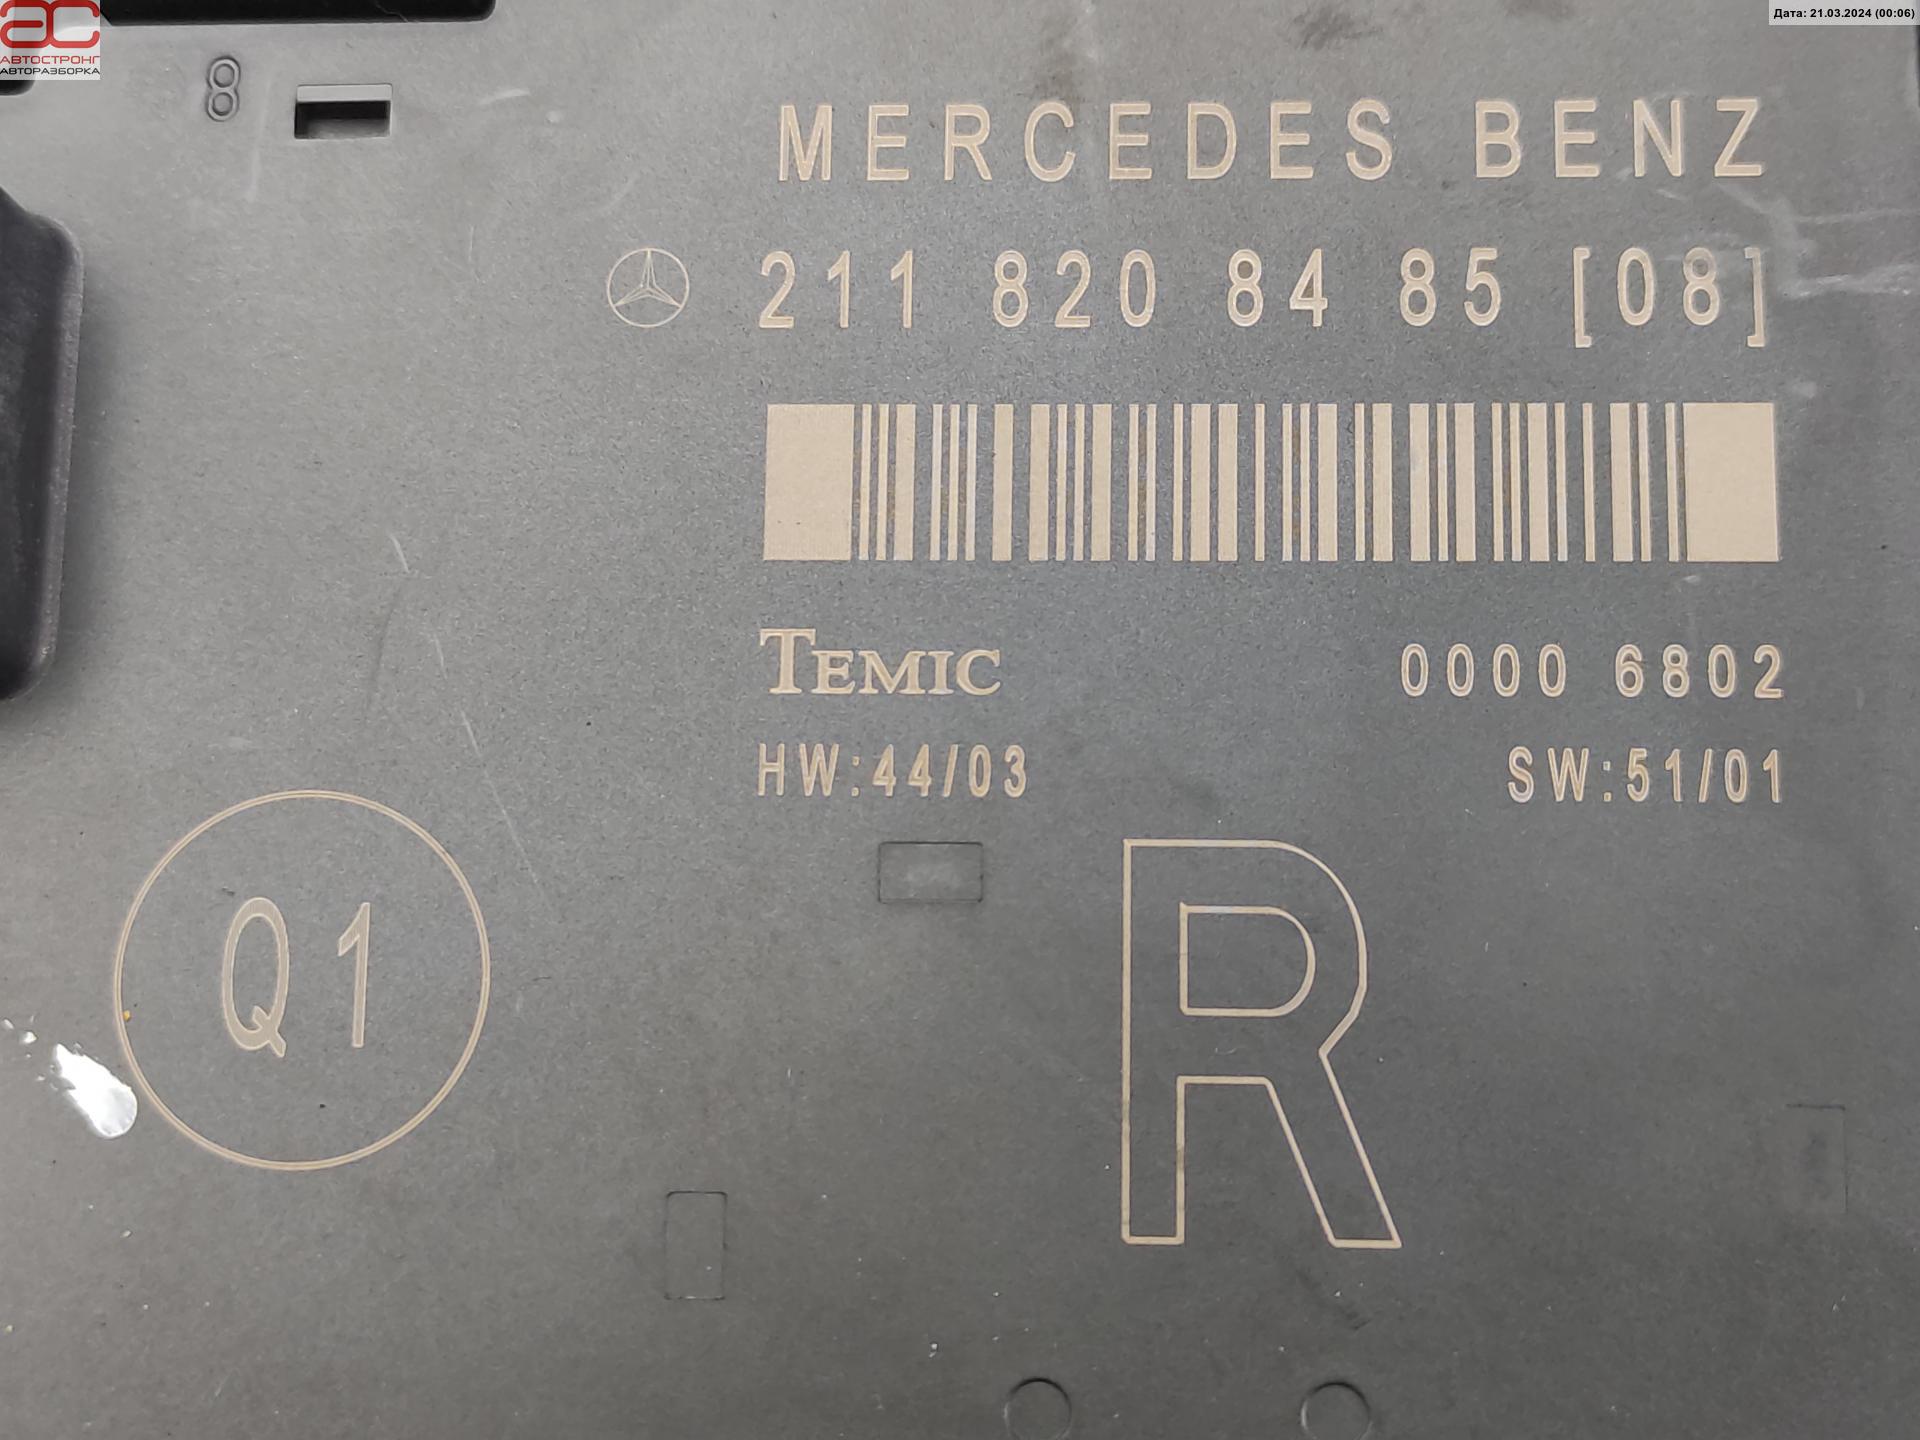 ac
АВТОСТРОНГ
АВТОРАЗБОРКА
Дата: 21.03.2024 (00:06)
8
MERCEDES BENZ
211 820 84 85 [08]
TEMIC 0000 6802
HW:44/03 SW:51/01
Q1
R